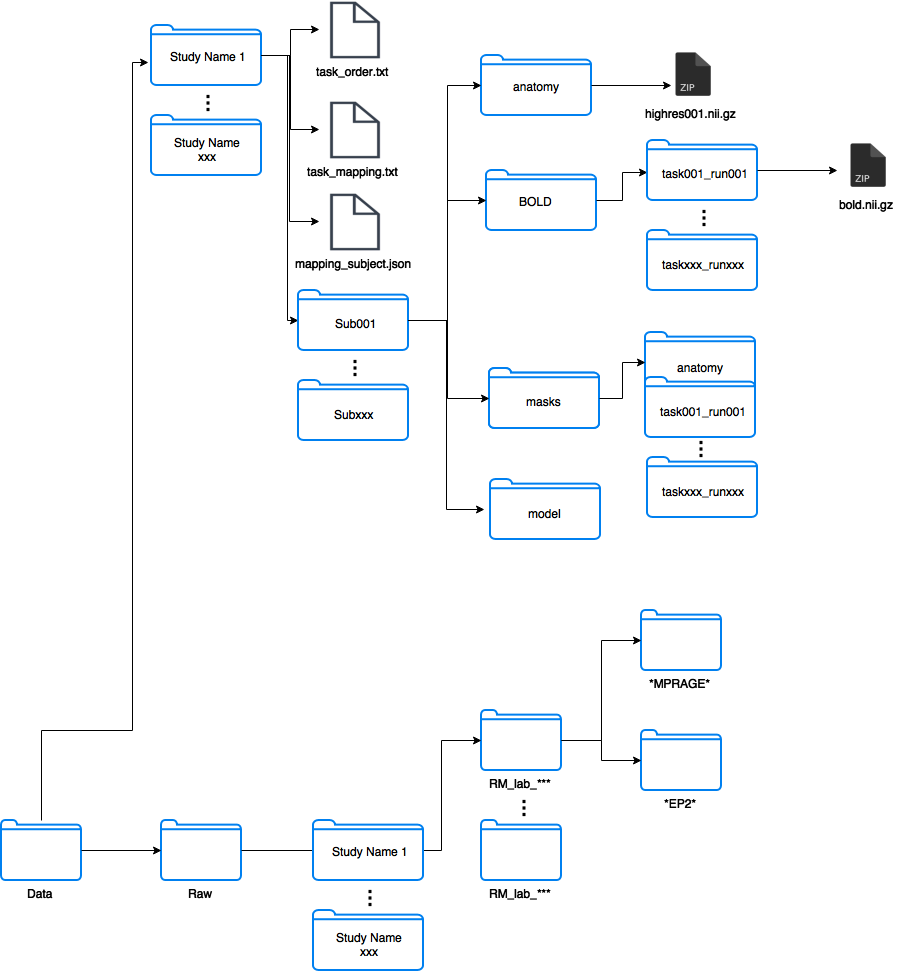 Study Name 1
Study Name
xxx
task_order.txt
task_mapping.txt
mapping_subject.json
Sub001
Subxxx
anatomy
ZIP
highres001.nii.gz
BOLD
task001_run001
ZIP
bold.nii.gz
taskxxx_runxxx
masks
anatomy
task001_run001
taskxxx_runxxx
model
*MPRAGE*
RM_lab_***
*EP2*
Data
Raw
Study Name 1
RM_lab_***
Study Name
xxx